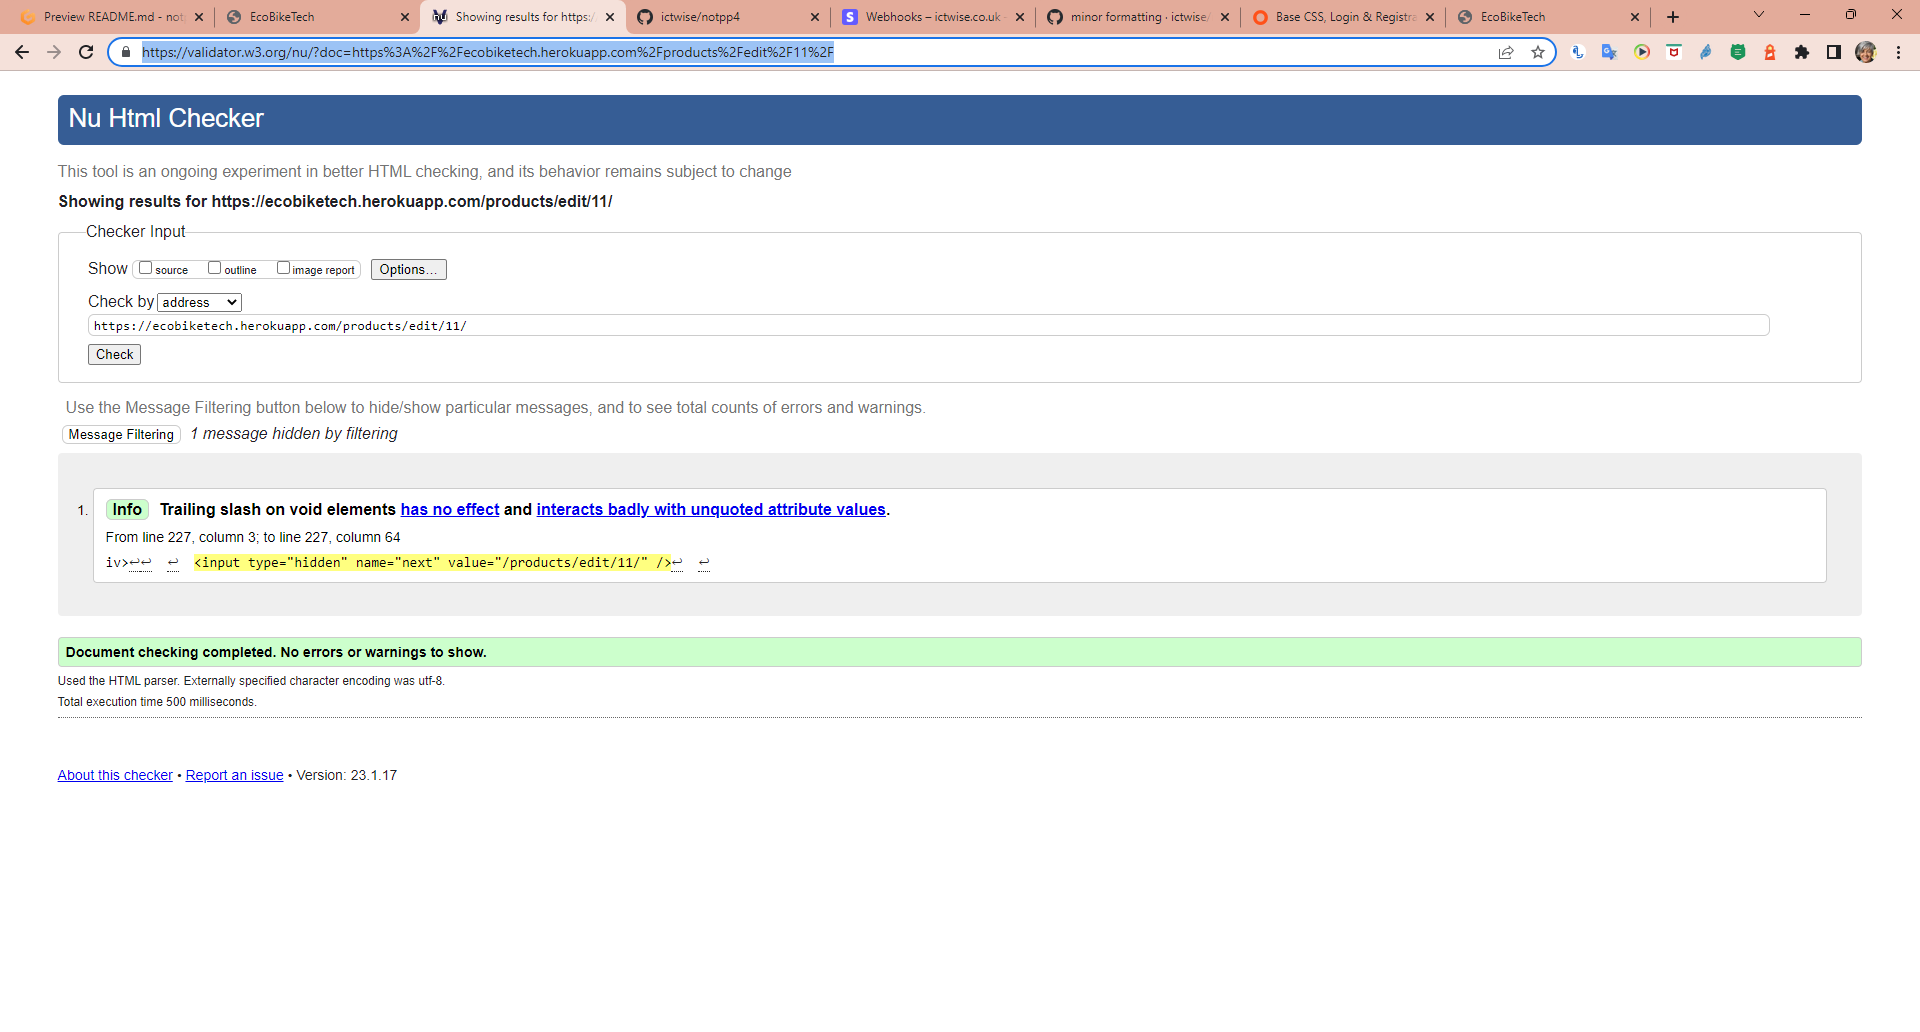 Preview README.md - not
EcoBikeTech
Showing results for https:/
ictwise/notpp4
Webhooks – ictwise.co.uk
minor formatting · ictwise/
Base CSS, Login & Registra
EcoBikeTech
https://validator.w3.org/nu/?doc=https%3A%2F%2Fecobiketech.herokuapp.com%2Fproducts%2Fedit%2F11%2F
Nu Html Checker
This tool is an ongoing experiment in better HTML checking, and its behavior remains subject to change
Showing results for https://ecobiketech.herokuapp.com/products/edit/11/
Checker Input
Show source outline image report Options...
Check by address
https://ecobiketech.herokuapp.com/products/edit/11/
Check
Use the Message Filtering button below to hide/show particular messages, and to see total counts of errors and warnings.
Message Filtering 1 message hidden by filtering
1. Info Trailing slash on void elements has no effect and interacts badly with unquoted attribute values.
From line 227, column 3; to line 227, column 64
iv>↩↩ ↩ <input type="hidden" name="next" value="/products/edit/11/" />↩ ↩
Document checking completed. No errors or warnings to show.
Used the HTML parser. Externally specified character encoding was utf-8.
Total execution time 500 milliseconds.
About this checker • Report an issue • Version: 23.1.17